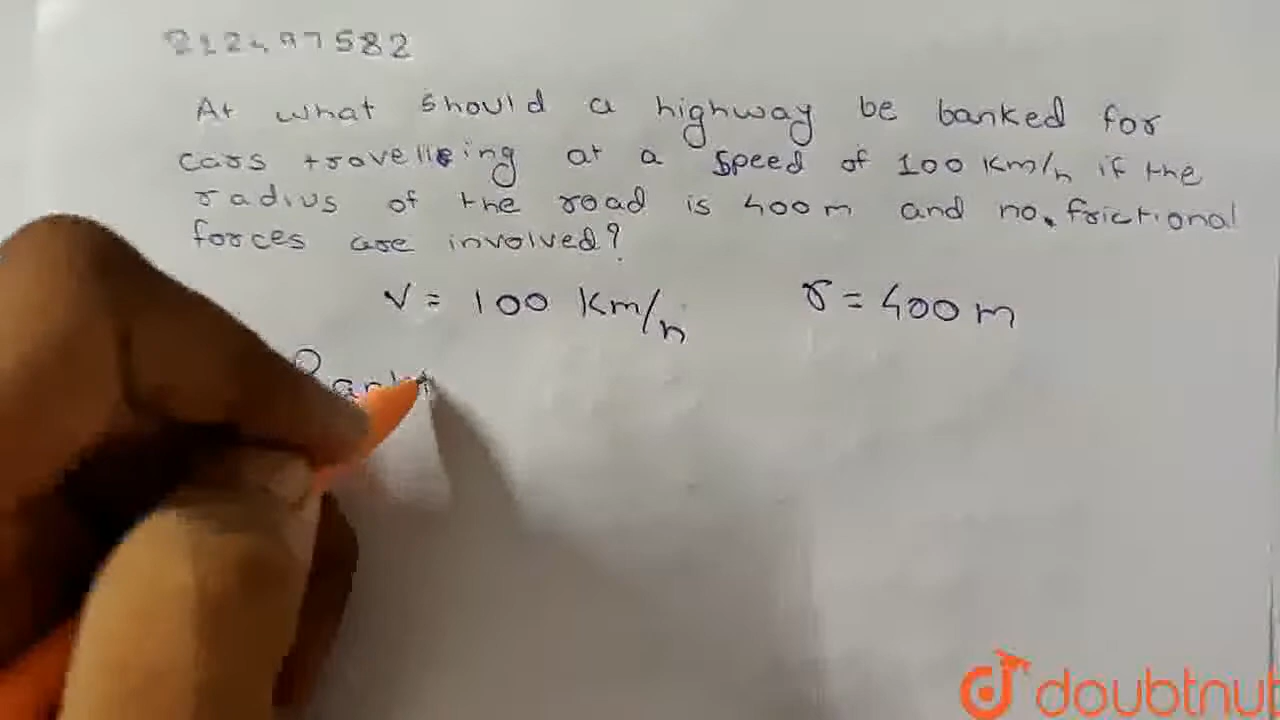 212497582
At what should a highway be banked for
cars travelleing at a speed of 100 Km/h if the
radius of the road is 400 m and no. frictional
forces are involved?
v = 100 Km/h r = 400 m
doubtnut